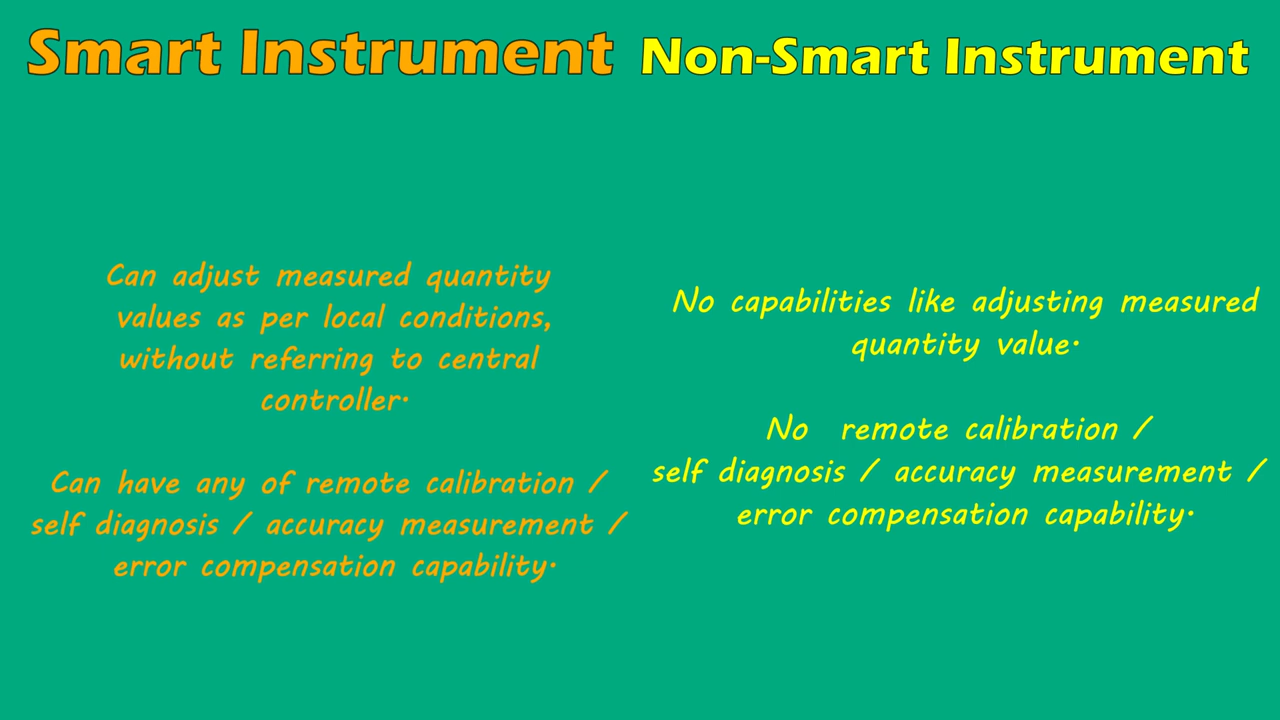 Smart Instrument
Can adjust measured quantity
values as per local conditions,
without referring to central
controller.
Can have any of remote calibration /
self diagnosis / accuracy measurement /
error compensation capability.
Non-Smart Instrument
No capabilities like adjusting measured
quantity value.
No remote calibration /
self diagnosis / accuracy measurement /
error compensation capability.